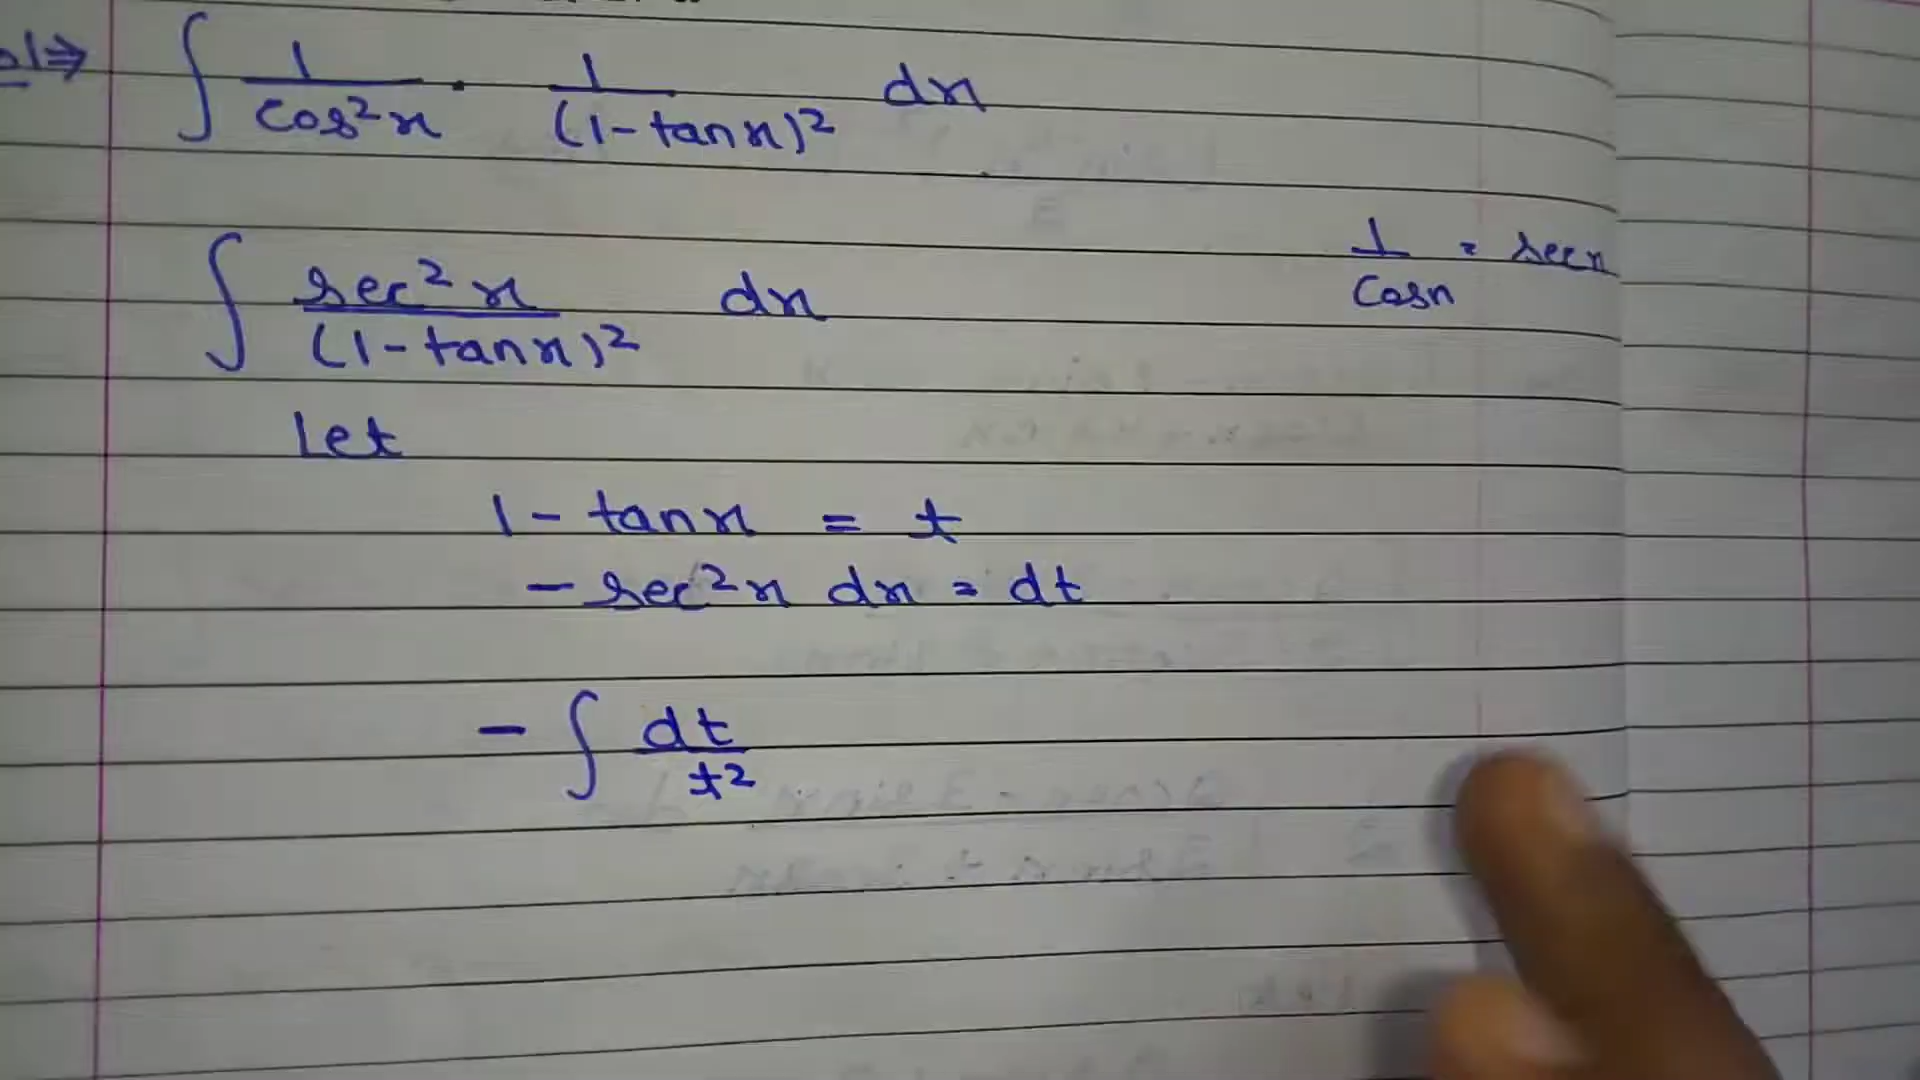 ol⇒ ∫ 1/cos²x · 1/(1-tanx)² dx
∫ sec²x/(1-tanx)² dx
1/cosx = secx
Let
1 - tanx = t
- sec²x dx = dt
- ∫ dt/t²